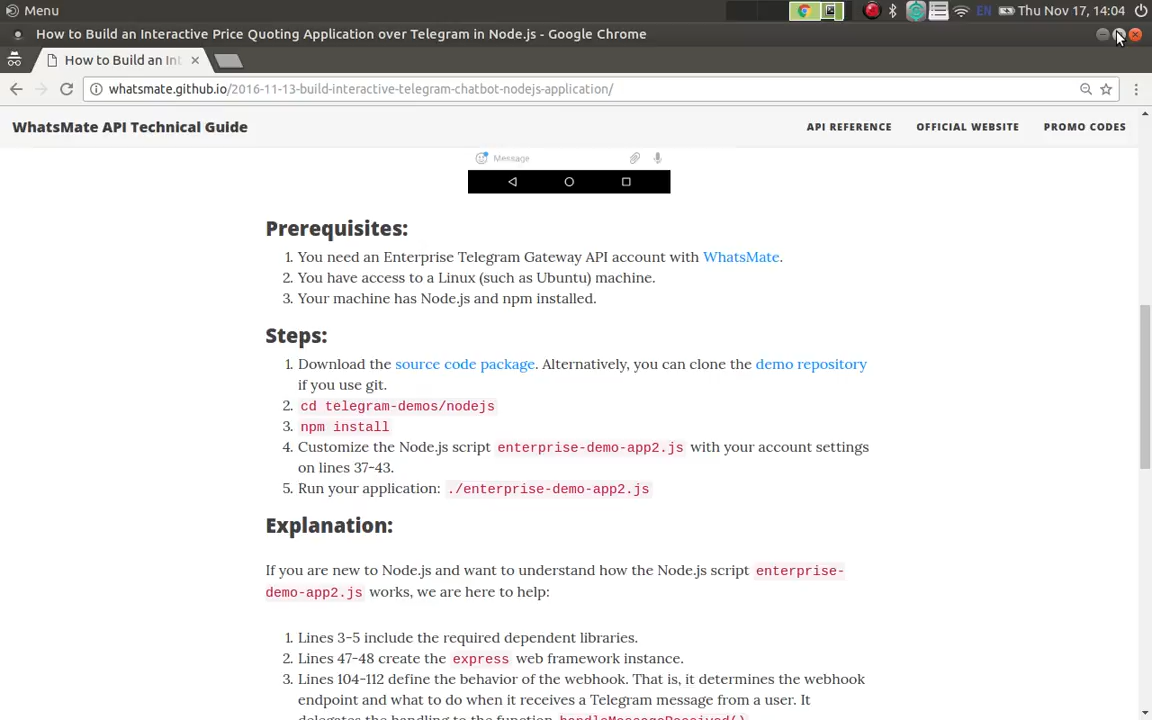 Menu
EN
Thu Nov 17, 14:04
How to Build an Interactive Price Quoting Application over Telegram in Node.js - Google Chrome
How to Build an Int
whatsmate.github.io/2016-11-13-build-interactive-telegram-chatbot-nodejs-application/
WhatsMate API Technical Guide
API REFERENCE
OFFICIAL WEBSITE
PROMO CODES
Message
Prerequisites:
1. You need an Enterprise Telegram Gateway API account with WhatsMate.
2. You have access to a Linux (such as Ubuntu) machine.
3. Your machine has Node.js and npm installed.
Steps:
1. Download the source code package. Alternatively, you can clone the demo repository
if you use git.
2. cd telegram-demos/nodejs
3. npm install
4. Customize the Node.js script enterprise-demo-app2.js with your account settings
on lines 37-43.
5. Run your application: ./enterprise-demo-app2.js
Explanation:
If you are new to Node.js and want to understand how the Node.js script enterprise-
demo-app2.js works, we are here to help:
1. Lines 3-5 include the required dependent libraries.
2. Lines 47-48 create the express web framework instance.
3. Lines 104-112 define the behavior of the webhook. That is, it determines the webhook
endpoint and what to do when it receives a Telegram message from a user. It
delegates the handling to the function handleMessageReceived()